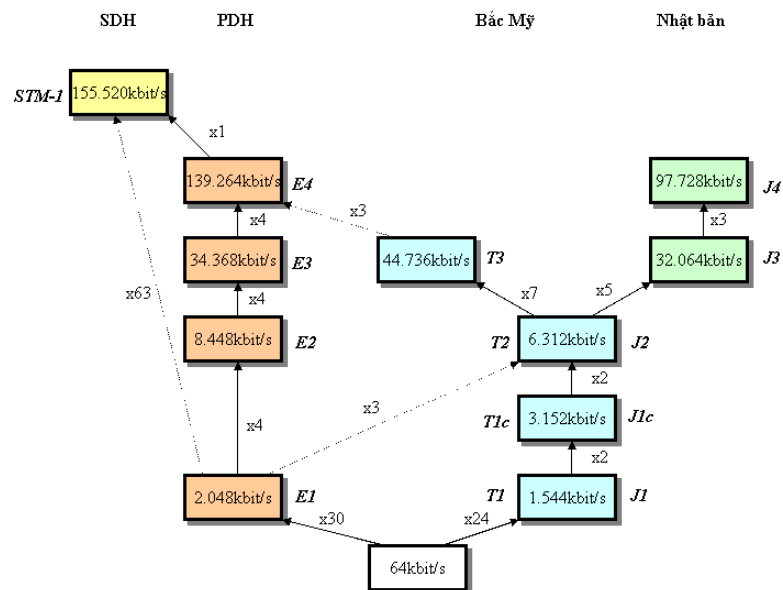 SDH PDH Bắc Mỹ Nhật bản
STM-1 155.520kbit/s
x1
139.264kbit/s E4 97.728kbit/s J4
x4 x3 x3
34.368kbit/s E3 44.736kbit/s T3 32.064kbit/s J3
x63 x4 x7 x5
8.448kbit/s E2 T2 6.312kbit/s J2
x2
x4 x3 T1c 3.152kbit/s J1c
x2
2.048kbit/s E1 T1 1.544kbit/s J1
x30 x24
64kbit/s